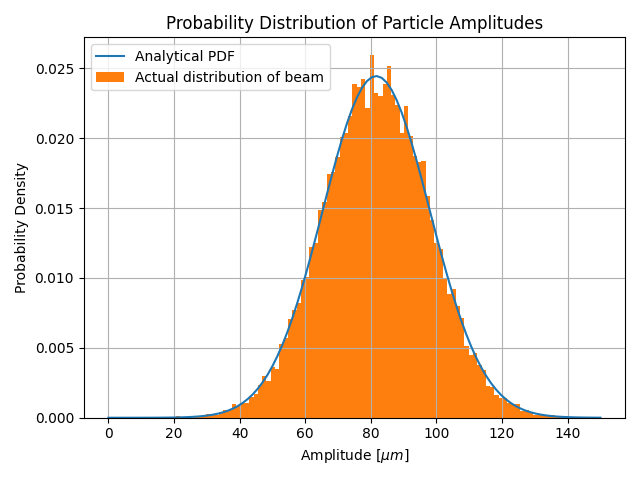 Probability Distribution of Particle Amplitudes
Analytical PDF
Actual distribution of beam
0.025
0.020
0.015
0.010
0.005
0.000
Probability Density
0 20 40 60 80 100 120 140
Amplitude [μm]